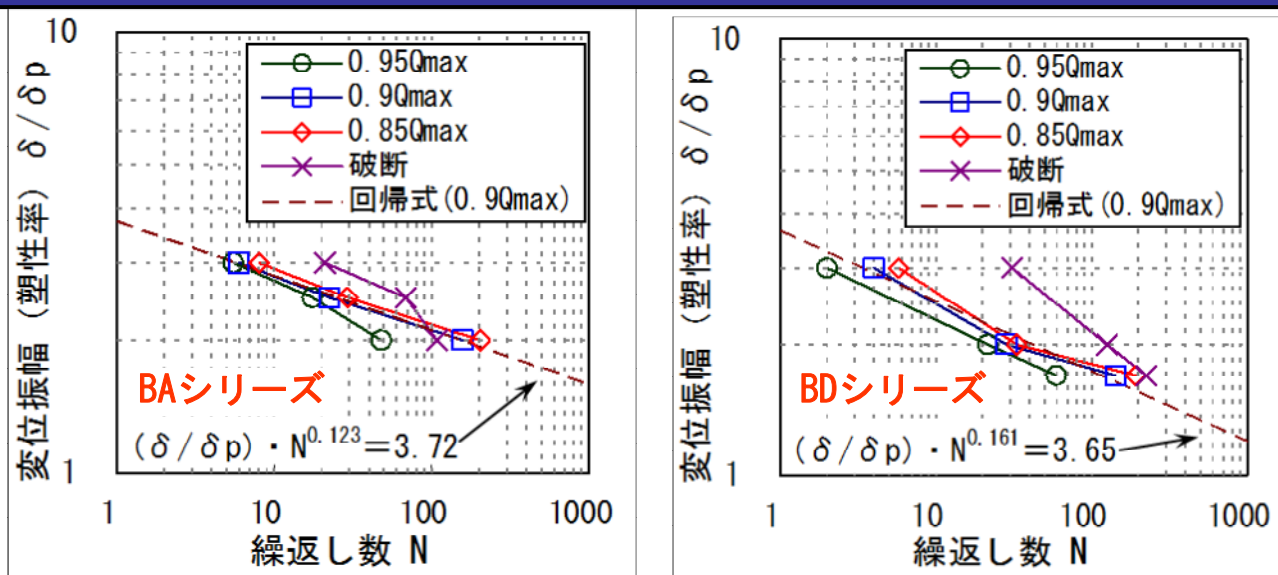 10
0.95Qmax
0.9Qmax
0.85Qmax
破断
回帰式(0.9Qmax)
変位振幅(塑性率) δ/δp
BAシリーズ
(δ/δp)・N^0.123=3.72
1
1 10 100 1000
繰返し数 N
10
0.95Qmax
0.9Qmax
0.85Qmax
破断
回帰式(0.9Qmax)
変位振幅(塑性率) δ/δp
BDシリーズ
(δ/δp)・N^0.161=3.65
1
1 10 100 1000
繰返し数 N